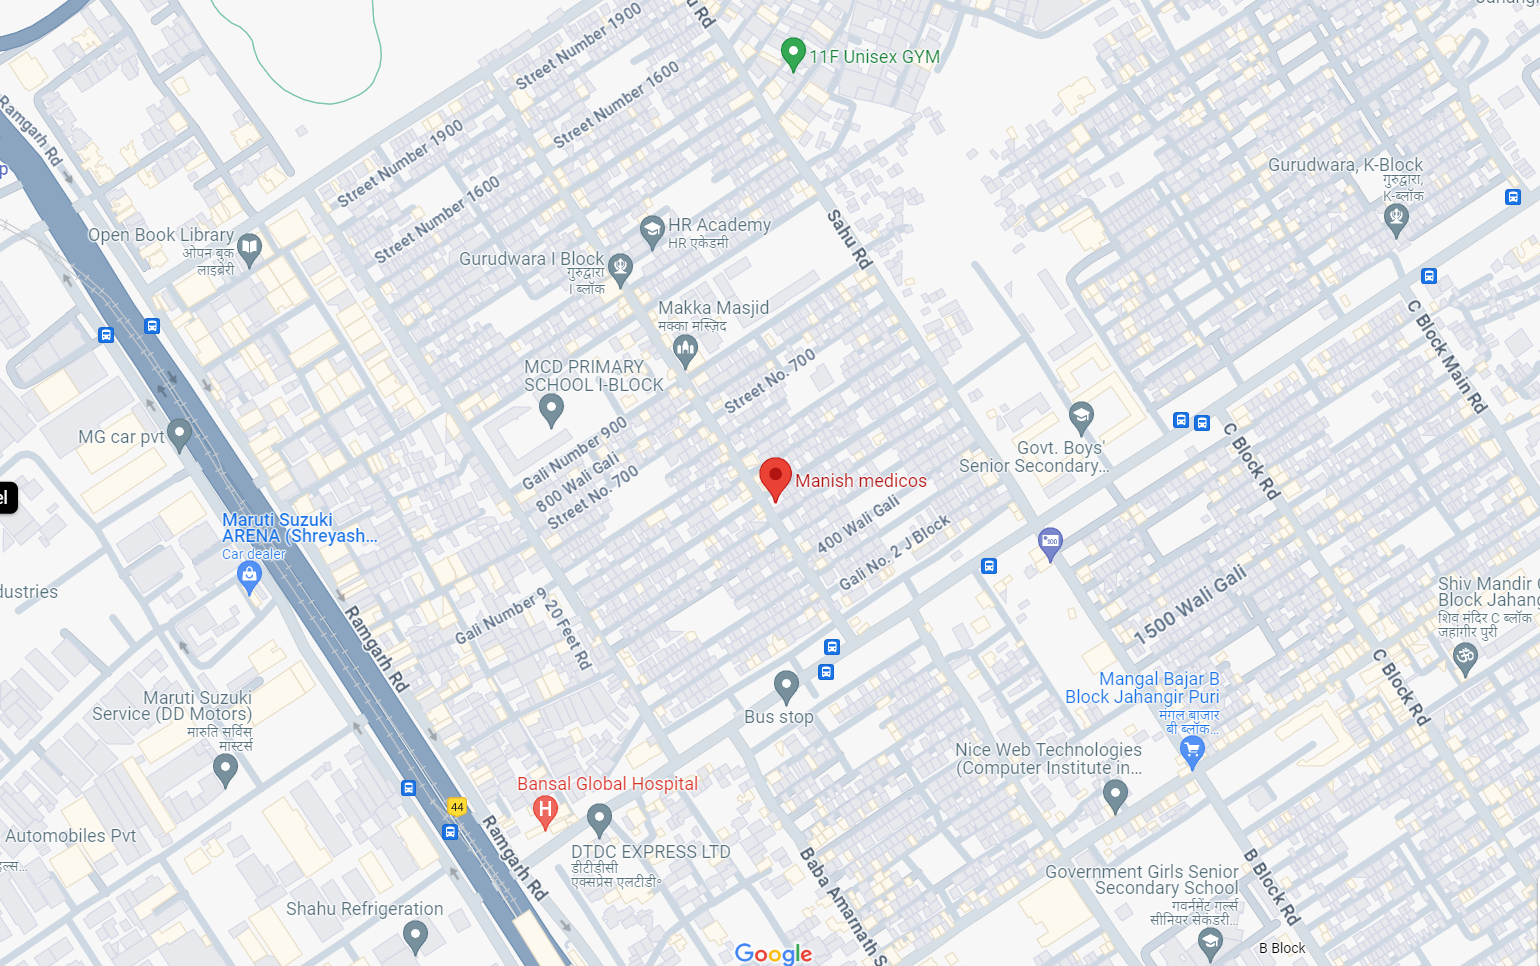 Sahu Rd
Street Number 1900
11F Unisex GYM
Street Number 1600
Ramgarh Rd
Street Number 1900
Gurudwara, K-Block
गुरुद्वारा,
K-ब्लॉक
Street Number 1600
HR Academy
HR एकेडमी
Sahu Rd
Open Book Library
ओपन बुक
लाइब्रेरी
Gurudwara I Block
गुरुद्वारा
I ब्लॉक
Makka Masjid
मक्का मस्ज़िद
C Block Main Rd
MCD PRIMARY
SCHOOL I-BLOCK
Street No. 700
MG car pvt
Gali Number 900
800 Wali Gali
Street No. 700
Govt. Boys'
Senior Secondary...
C Block Rd
Manish medicos
el
400 Wali Gali
Gali No. 2 J Block
Maruti Suzuki
ARENA (Shreyash...
Car dealer
1500 Wali Gali
Gali Number 9
20 Feet Rd
Ramgarh Rd
dustries
Shiv Mandir
Block Jahang
शिव मंदिर C ब्लॉक
जहांगीर पुरी
C Block Rd
Mangal Bajar B
Block Jahangir Puri
मंगल बाजार
बी ब्लॉक...
Maruti Suzuki
Service (DD Motors)
मारुति सर्विस
मास्टर्स
Bus stop
Nice Web Technologies
(Computer Institute in...
Bansal Global Hospital
44
Automobiles Pvt
DTDC EXPRESS LTD
डीटीडीसी
एक्सप्रेस एलटीडी॰
Ramgarh Rd
Baba Amarnath S
Government Girls Senior
Secondary School
गवर्नमेंट गर्ल्स
सीनियर सेकंडरी...
B Block Rd
Shahu Refrigeration
B Block
Google